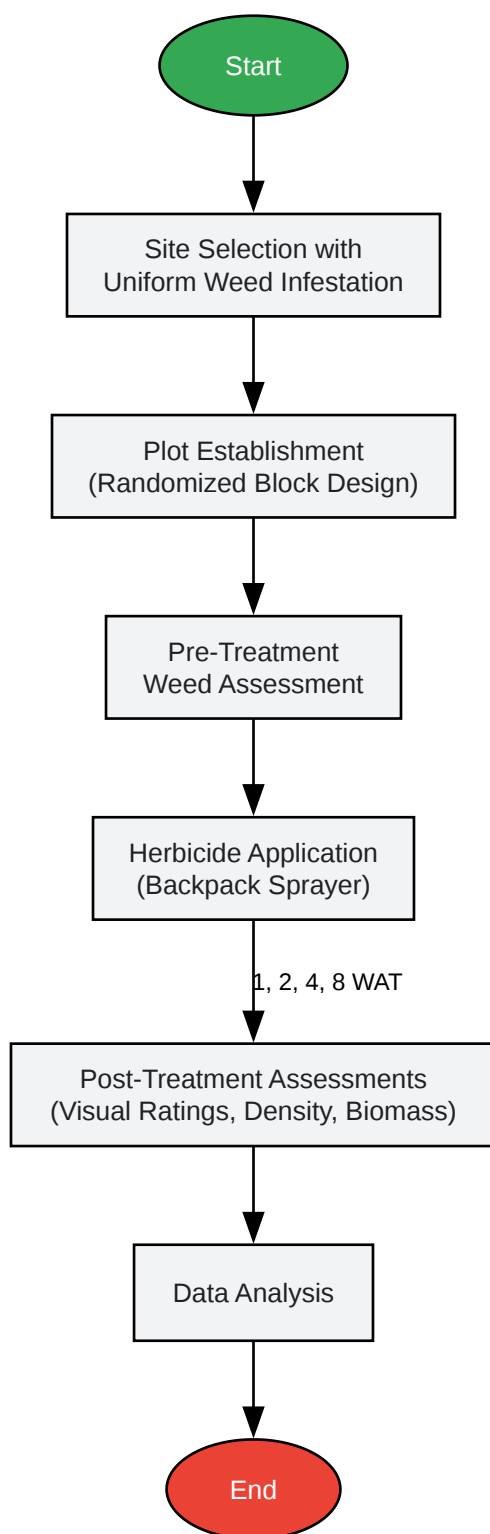 Start
Site Selection with
Uniform Weed Infestation
Plot Establishment
(Randomized Block Design)
Pre-Treatment
Weed Assessment
Herbicide Application
(Backpack Sprayer)
1, 2, 4, 8 WAT
Post-Treatment Assessments
(Visual Ratings, Density, Biomass)
Data Analysis
End